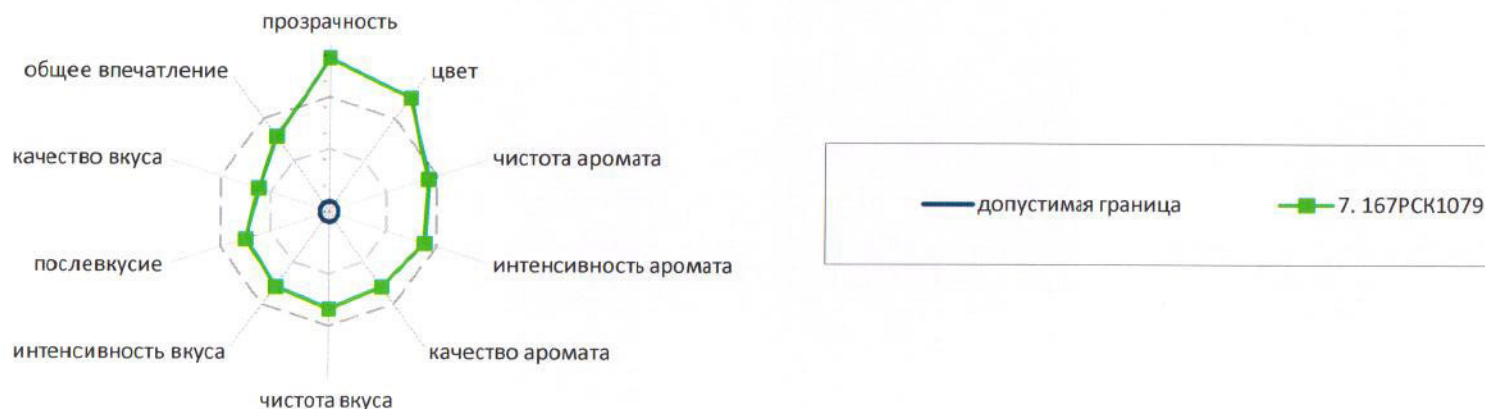 прозрачность
общее впечатление
цвет
качество вкуса
чистота аромата
послевкусие
интенсивность аромата
интенсивность вкуса
качество аромата
чистота вкуса
допустимая граница
7. 167РСК1079